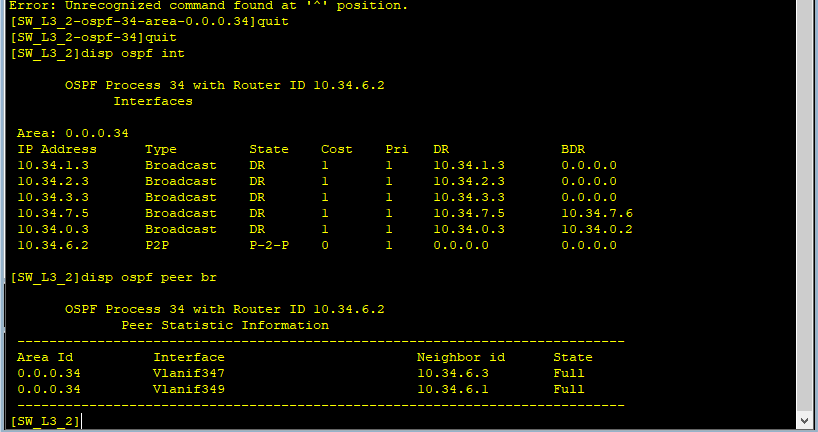 Error: Unrecognized command found at '^' position.
[SW_L3_2-ospf-34-area-0.0.0.34]quit
[SW_L3_2-ospf-34]quit
[SW_L3_2]disp ospf int
OSPF Process 34 with Router ID 10.34.6.2
Interfaces
Area: 0.0.0.34
IP Address Type State Cost Pri DR BDR
10.34.1.3 Broadcast DR 1 1 10.34.1.3 0.0.0.0
10.34.2.3 Broadcast DR 1 1 10.34.2.3 0.0.0.0
10.34.3.3 Broadcast DR 1 1 10.34.3.3 0.0.0.0
10.34.7.5 Broadcast DR 1 1 10.34.7.5 10.34.7.6
10.34.0.3 Broadcast DR 1 1 10.34.0.3 10.34.0.2
10.34.6.2 P2P P-2-P 0 1 0.0.0.0 0.0.0.0
[SW_L3_2]disp ospf peer br
OSPF Process 34 with Router ID 10.34.6.2
Peer Statistic Information
----------------------------------------------------------------------------
Area Id Interface Neighbor id State
0.0.0.34 Vlanif347 10.34.6.3 Full
0.0.0.34 Vlanif349 10.34.6.1 Full
----------------------------------------------------------------------------
[SW_L3_2]